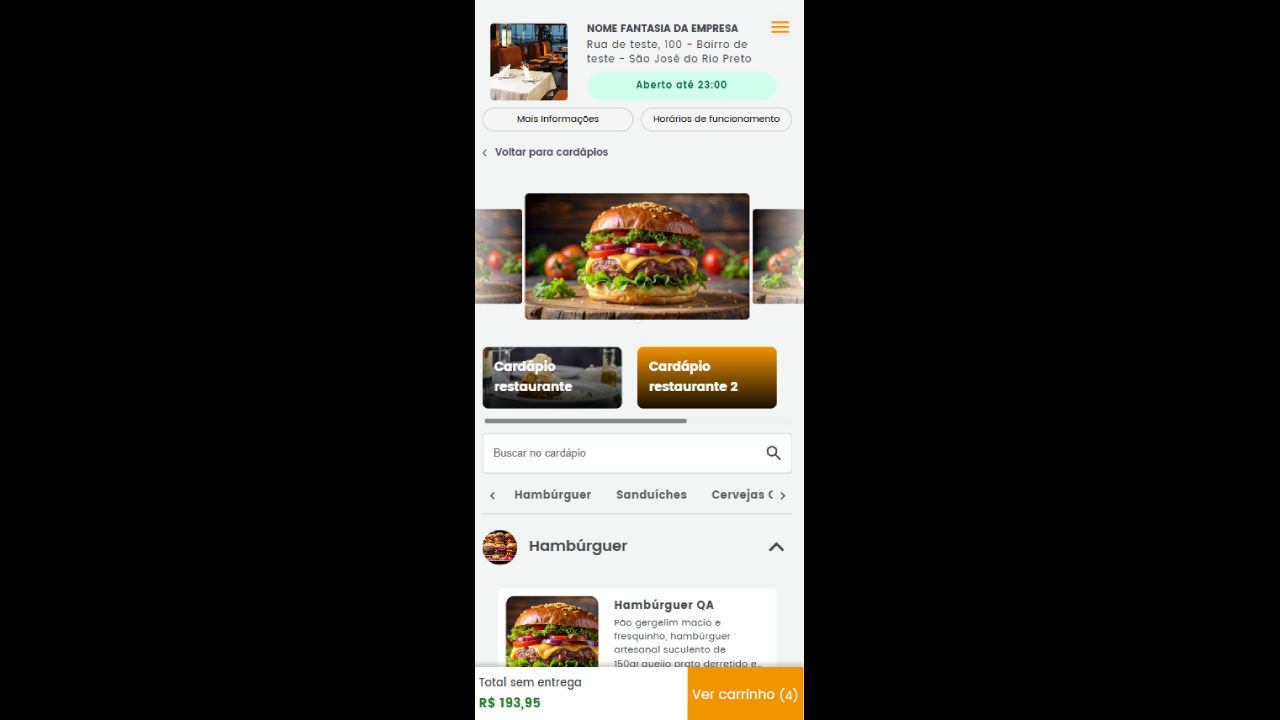 NOME FANTASIA DA EMPRESA
Rua de teste, 100 - Bairro de
teste - São José do Rio Preto
Aberto até 23:00
Mais Informações
Horários de funcionamento
Voltar para cardápios
Cardápio
restaurante
Cardápio
restaurante 2
Buscar no cardápio
Hambúrguer
Sanduíches
Cervejas
Hambúrguer
Hambúrguer QA
Pão gergelim macio e
fresquinho, hambúrguer
artesanal suculento de
150gr queijo prato derretido e...
Total sem entrega
R$ 193,95
Ver carrinho (4)